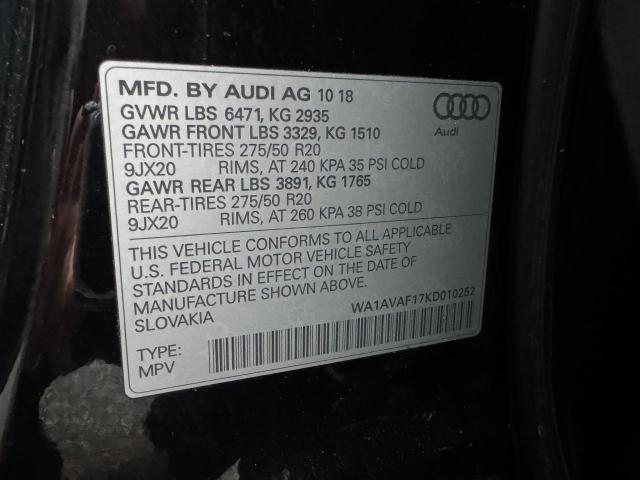 MFD. BY AUDI AG 10 18
GVWR LBS 6471, KG 2935
GAWR FRONT LBS 3329, KG 1510
FRONT-TIRES 275/50 R20
9JX20 RIMS, AT 240 KPA 35 PSI COLD
GAWR REAR LBS 3891, KG 1765
REAR-TIRES 275/50 R20
9JX20 RIMS, AT 260 KPA 38 PSI COLD
Audi
THIS VEHICLE CONFORMS TO ALL APPLICABLE
U.S. FEDERAL MOTOR VEHICLE SAFETY
STANDARDS IN EFFECT ON THE DATE OF
MANUFACTURE SHOWN ABOVE.
SLOVAKIA
WA1AVAF17KD010252
TYPE:
MPV